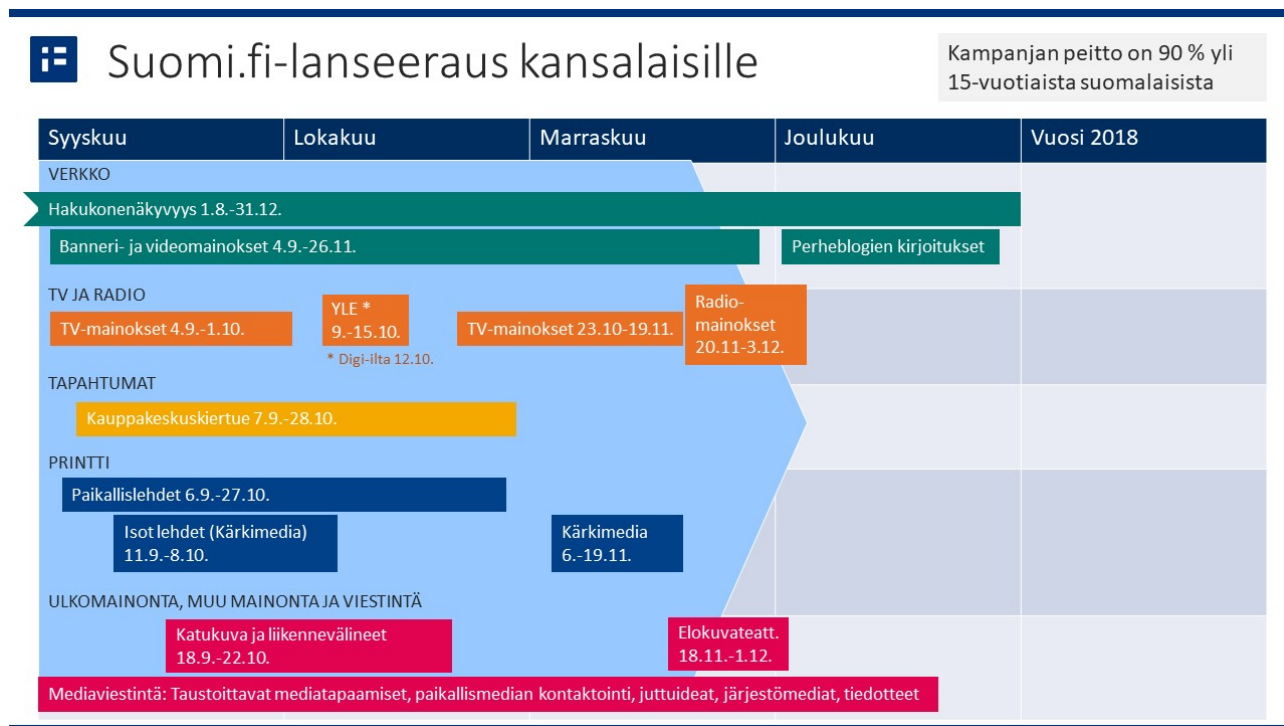 Suomi.fi-lanseeraus kansalaisille
Kampanjan peitto on 90 % yli
15-vuotiaista suomalaisista
Syyskuu
Lokakuu
Marraskuu
Joulukuu
Vuosi 2018
VERKKO
Hakukonenäkyvyys 1.8.-31.12.
Banneri- ja videomainokset 4.9.-26.11.
Perheblogien kirjoitukset
TV JA RADIO
TV-mainokset 4.9.-1.10.
YLE *
9.-15.10.
* Digi-ilta 12.10.
TV-mainokset 23.10-19.11.
Radio-
mainokset
20.11-3.12.
TAPAHTUMAT
Kauppakeskuskiertue 7.9.-28.10.
PRINTTI
Paikallislehdet 6.9.-27.10.
Isot lehdet (Kärkimedia)
11.9.-8.10.
Kärkimedia
6.-19.11.
ULKOMAINONTA, MUU MAINONTA JA VIESTINTÄ
Katukuva ja liikennevälineet
18.9.-22.10.
Elokuvateatt.
18.11.-1.12.
Mediaviestintä: Taustoittavat mediatapaamiset, paikallismedian kontaktointi, juttuideat, järjestömediat, tiedotteet